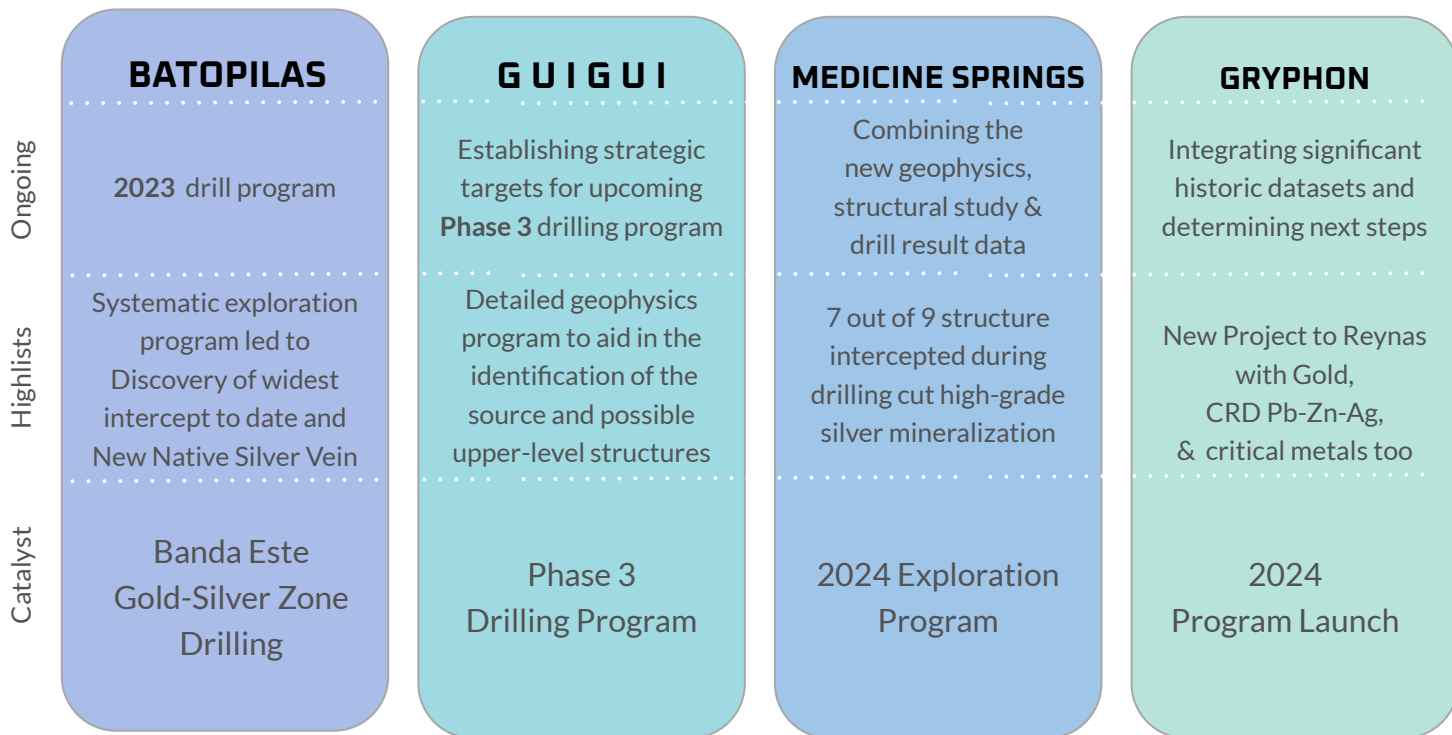 BATOPILAS
GUIGUI
MEDICINE SPRINGS
GRYPHON
Ongoing
2023 drill program
Establishing strategic
targets for upcoming
Phase 3 drilling program
Combining the
new geophysics,
structural study &
drill result data
Integrating significant
historic datasets and
determining next steps
Highlists
Systematic exploration
program led to
Discovery of widest
intercept to date and
New Native Silver Vein
Detailed geophysics
program to aid in the
identification of the
source and possible
upper-level structures
7 out of 9 structure
intercepted during
drilling cut high-grade
silver mineralization
New Project to Reynas
with Gold,
CRD Pb-Zn-Ag,
& critical metals too
Catalyst
Banda Este
Gold-Silver Zone
Drilling
Phase 3
Drilling Program
2024 Exploration
Program
2024
Program Launch